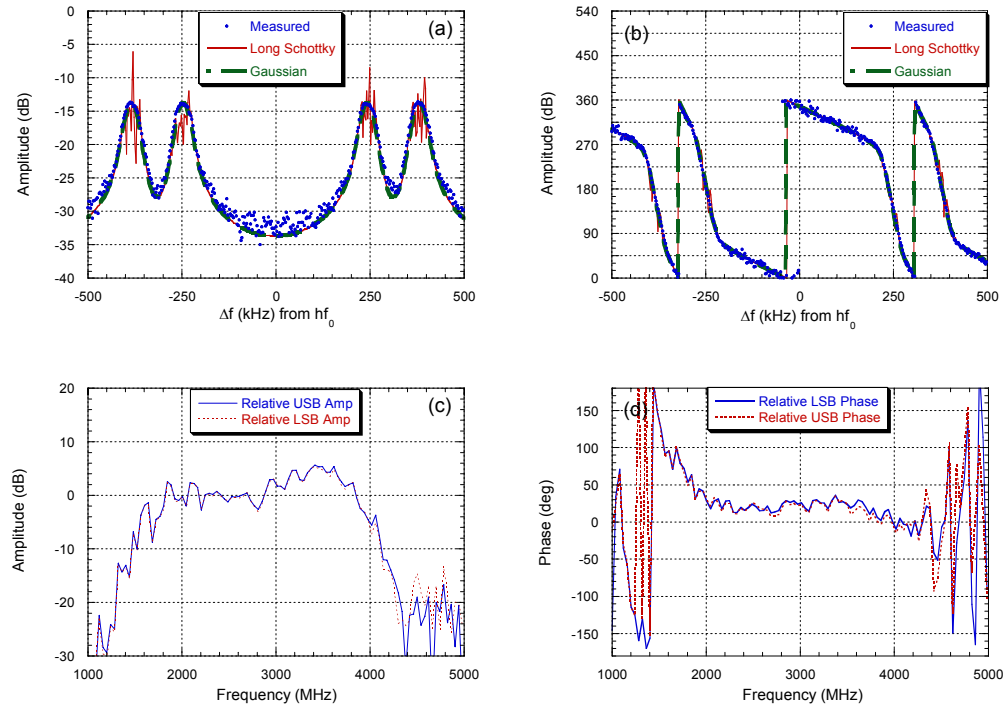 (a)
Measured
Long Schottky
Gaussian
Amplitude (dB)
0
-5
-10
-15
-20
-25
-30
-35
-40
-500
-250
0
250
500
Δf (kHz) from hf0
(b)
Measured
Long Schottky
Gaussian
Amplitude (dB)
540
450
360
270
180
90
0
-500
-250
0
250
500
Δf (kHz) from hf0
(c)
Relative USB Amp
Relative LSB Amp
Amplitude (dB)
20
10
0
-10
-20
-30
1000
2000
3000
4000
5000
Frequency (MHz)
(d)
Relative LSB Phase
Relative USB Phase
Phase (deg)
150
100
50
0
-50
-100
-150
1000
2000
3000
4000
5000
Frequency (MHz)